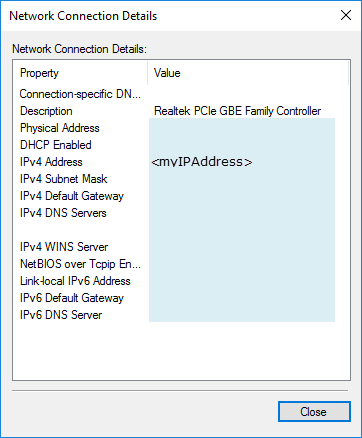 Network Connection Details
Network Connection Details:
Property Value
Connection-specific DN...
Description Realtek PCIe GBE Family Controller
Physical Address
DHCP Enabled
IPv4 Address <myIPAddress>
IPv4 Subnet Mask
IPv4 Default Gateway
IPv4 DNS Servers
IPv4 WINS Server
NetBIOS over Tcpip En...
Link-local IPv6 Address
IPv6 Default Gateway
IPv6 DNS Server
Close